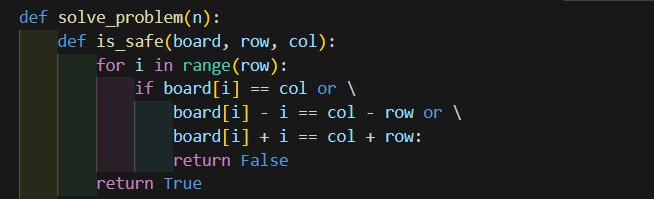 def solve_problem(n):
    def is_safe(board, row, col):
        for i in range(row):
            if board[i] == col or \
                board[i] - i == col - row or \
                board[i] + i == col + row:
                return False
        return True